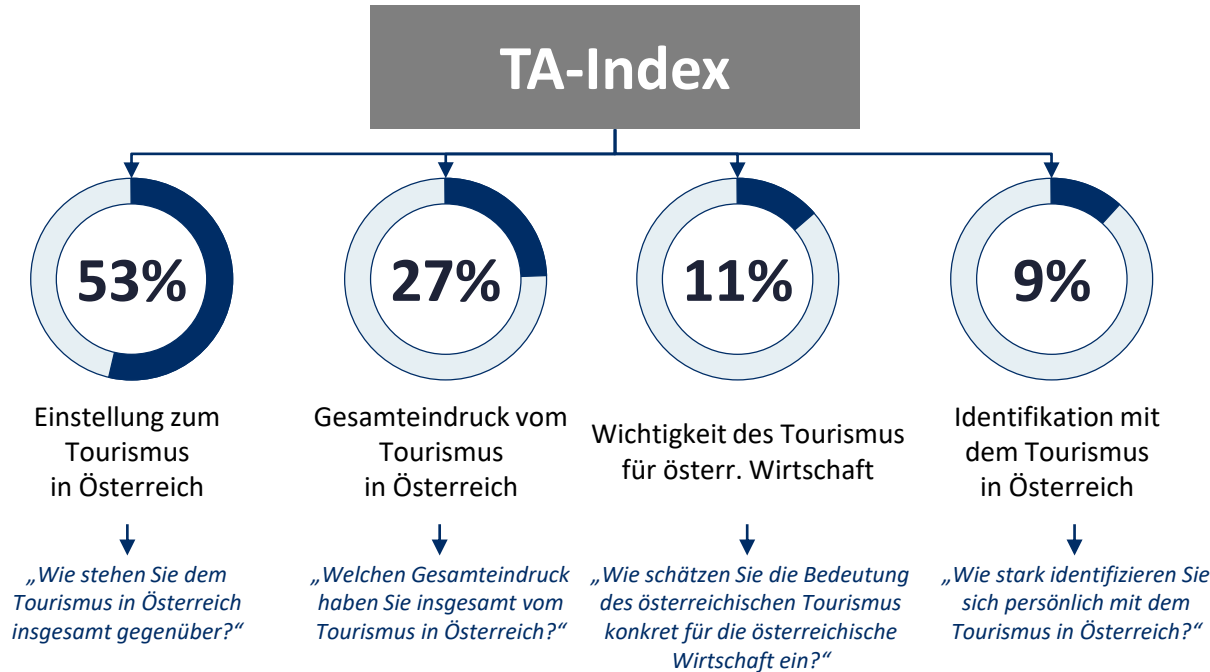 TA-Index
53%
27%
11%
9%
Einstellung zum
Tourismus
in Österreich
Gesamteindruck vom
Tourismus
in Österreich
Wichtigkeit des Tourismus
für österr. Wirtschaft
Identifikation mit
dem Tourismus
in Österreich
„Wie stehen Sie dem
Tourismus in Österreich
insgesamt gegenüber?“
„Welchen Gesamteindruck
haben Sie insgesamt vom
Tourismus in Österreich?“
„Wie schätzen Sie die Bedeutung
des österreichischen Tourismus
konkret für die österreichische
Wirtschaft ein?“
„Wie stark identifizieren Sie
sich persönlich mit dem
Tourismus in Österreich?“